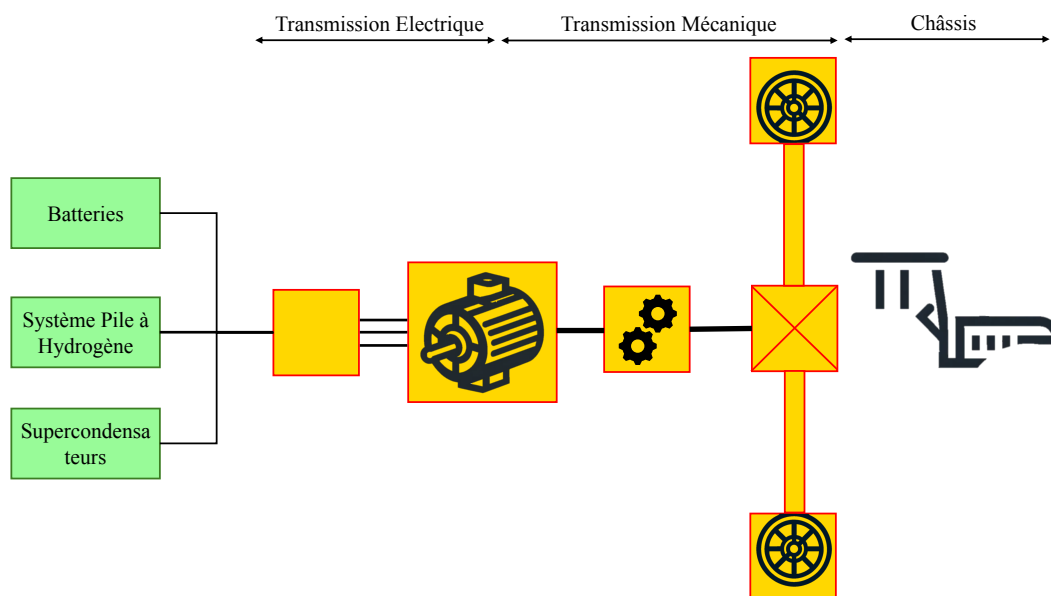 Transmission Electrique
Transmission Mécanique
Châssis
Batteries
Système Pile à
Hydrogène
Supercondensa
teurs